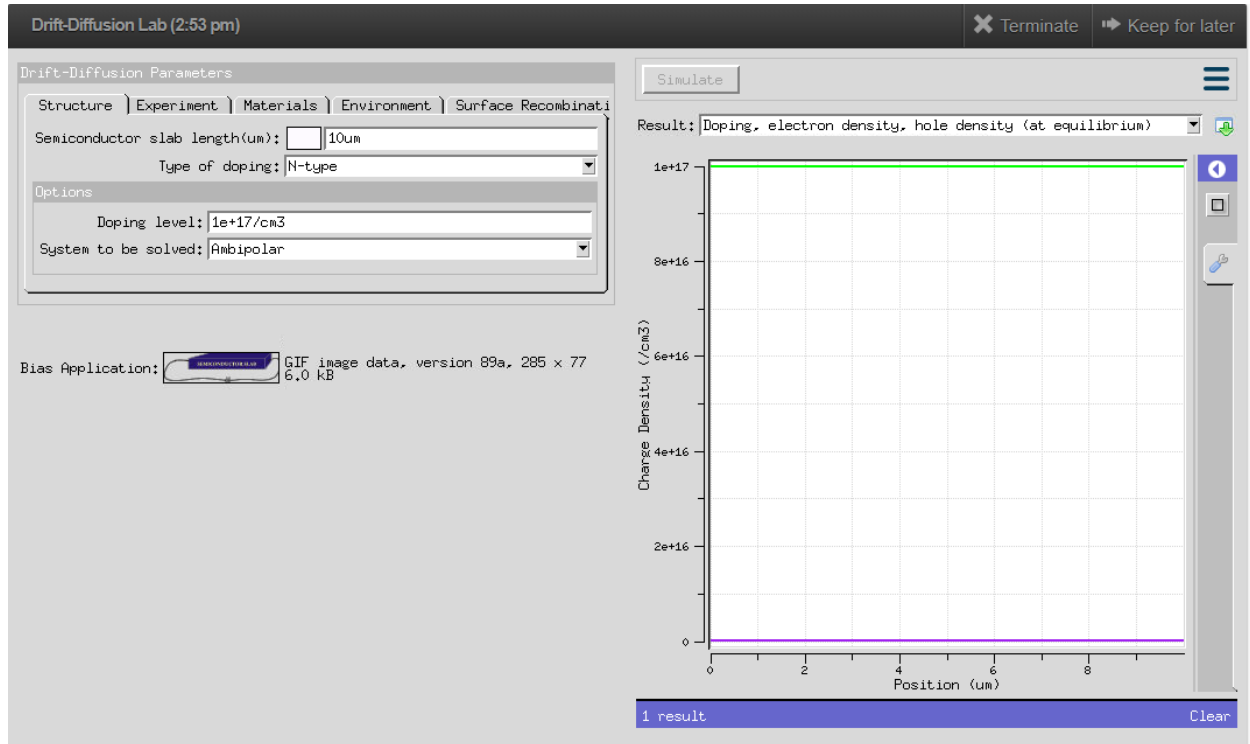 Drift-Diffusion Lab (2:53 pm)
Terminate
Keep for later
Drift-Diffusion Parameters
Structure
Experiment
Materials
Environment
Surface Recombinati
Semiconductor slab length(um): 10um
Type of doping: N-type
Options
Doping level: 1e+17/cm3
System to be solved: Ambipolar
Bias Application:
SEMICONDUCTOR SLAB
GIF image data, version 89a, 285 x 77
6.0 kB
Simulate
Result: Doping, electron density, hole density (at equilibrium)
1e+17
8e+16
6e+16
4e+16
2e+16
0
Charge Density (/cm3)
0 2 4 6 8
Position (um)
1 result
Clear